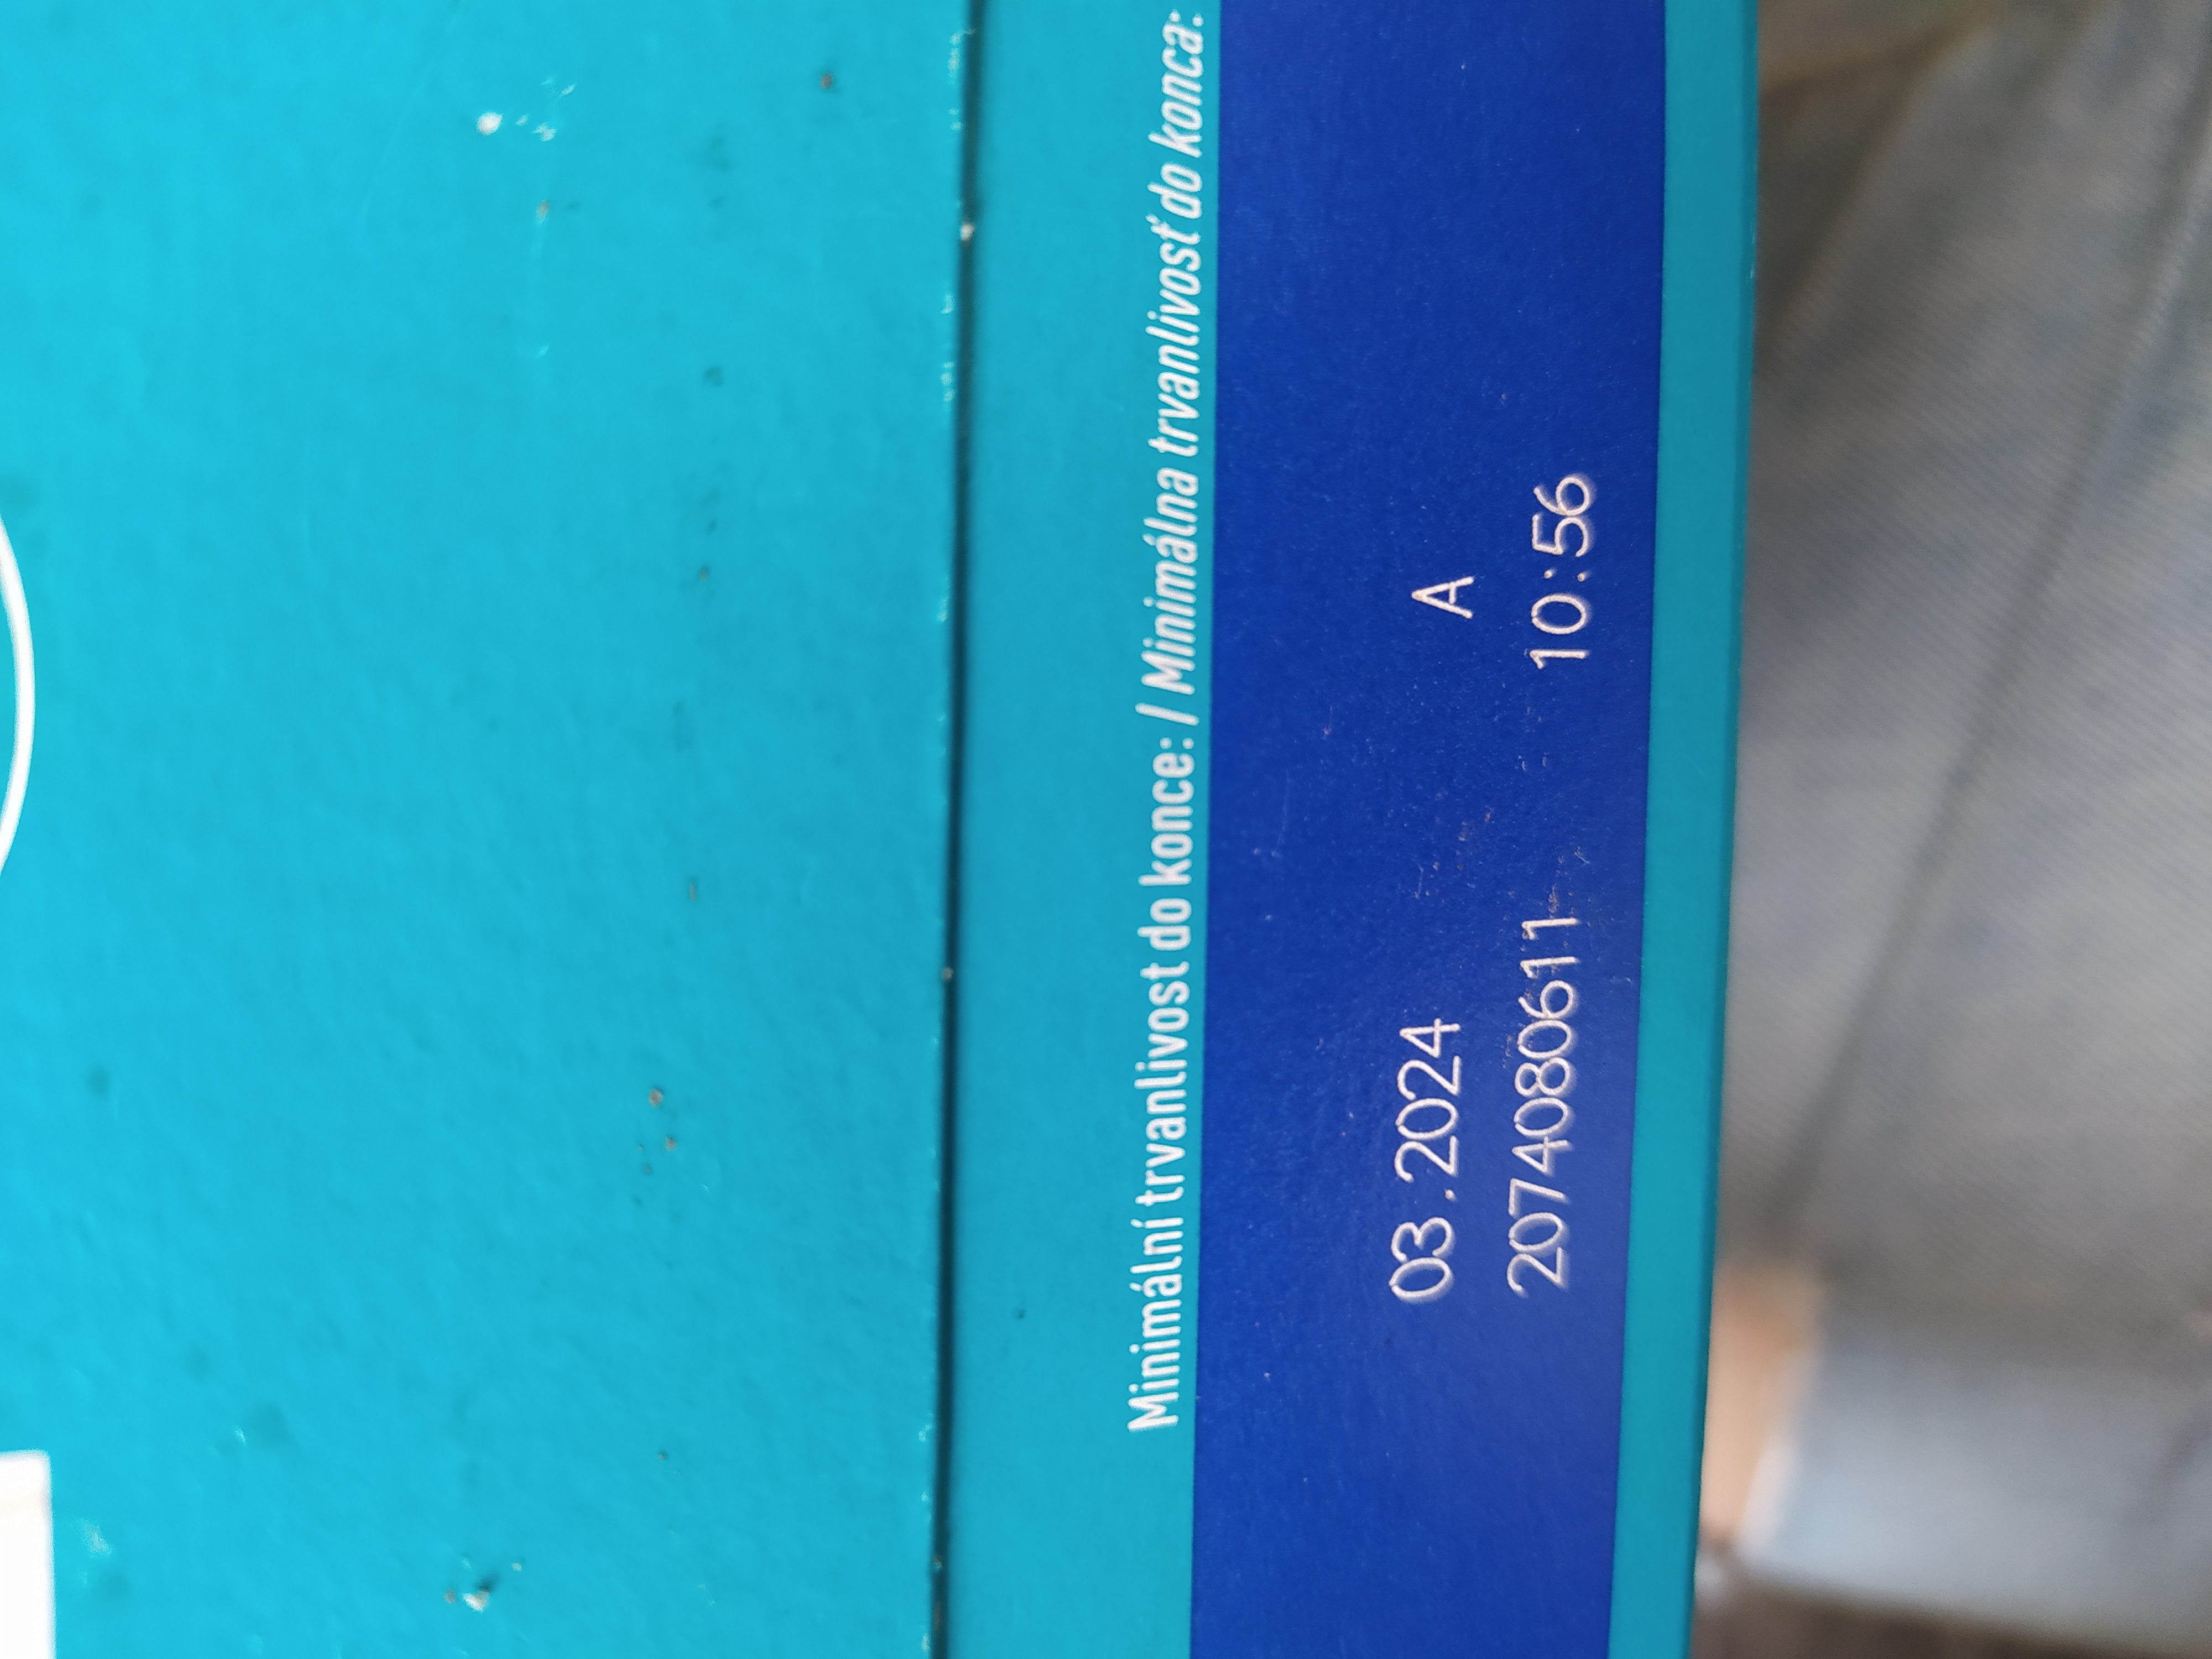 Minimální trvanlivost do konce: / Minimálna trvanlivosť do konca:
03.2024 A
2074080611 10:56